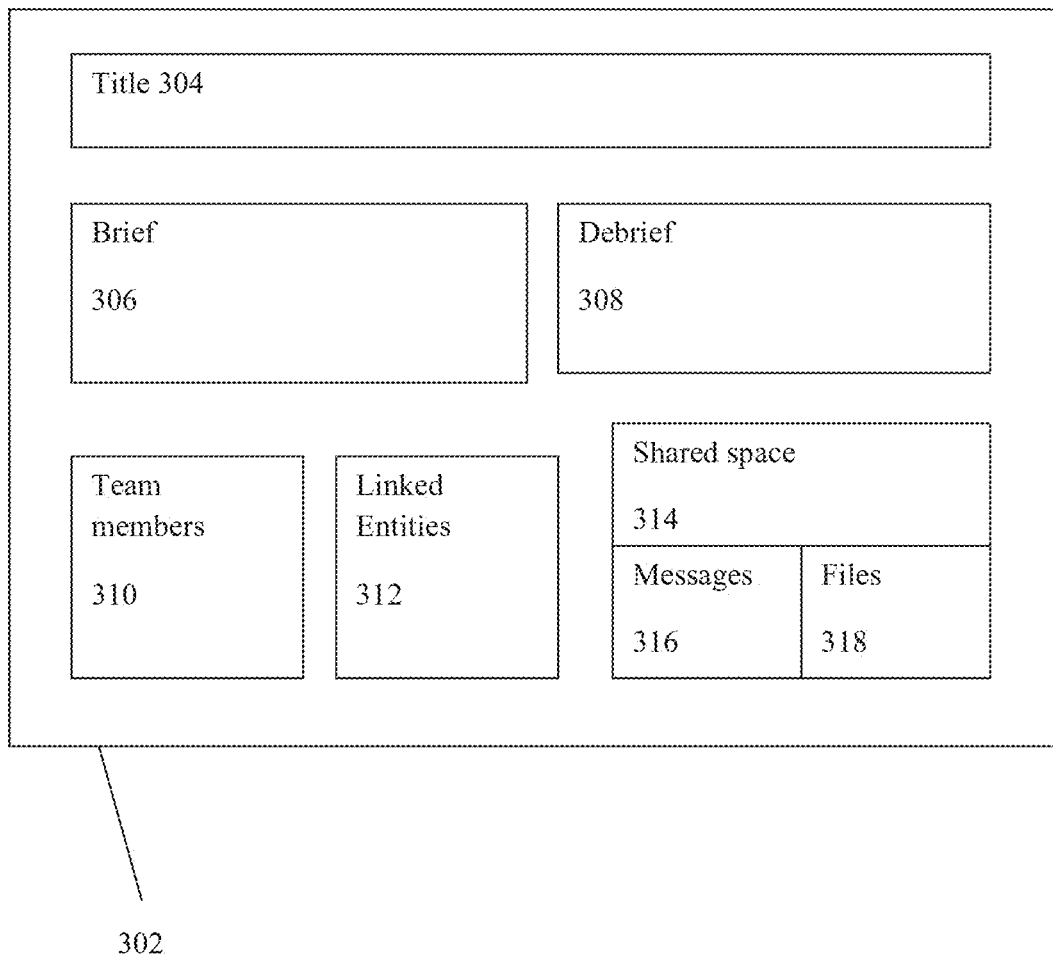 Title 304
Brief
306
Debrief
308
Team
members
310
Linked
Entities
312
Shared space
314
Messages
316
Files
318
302